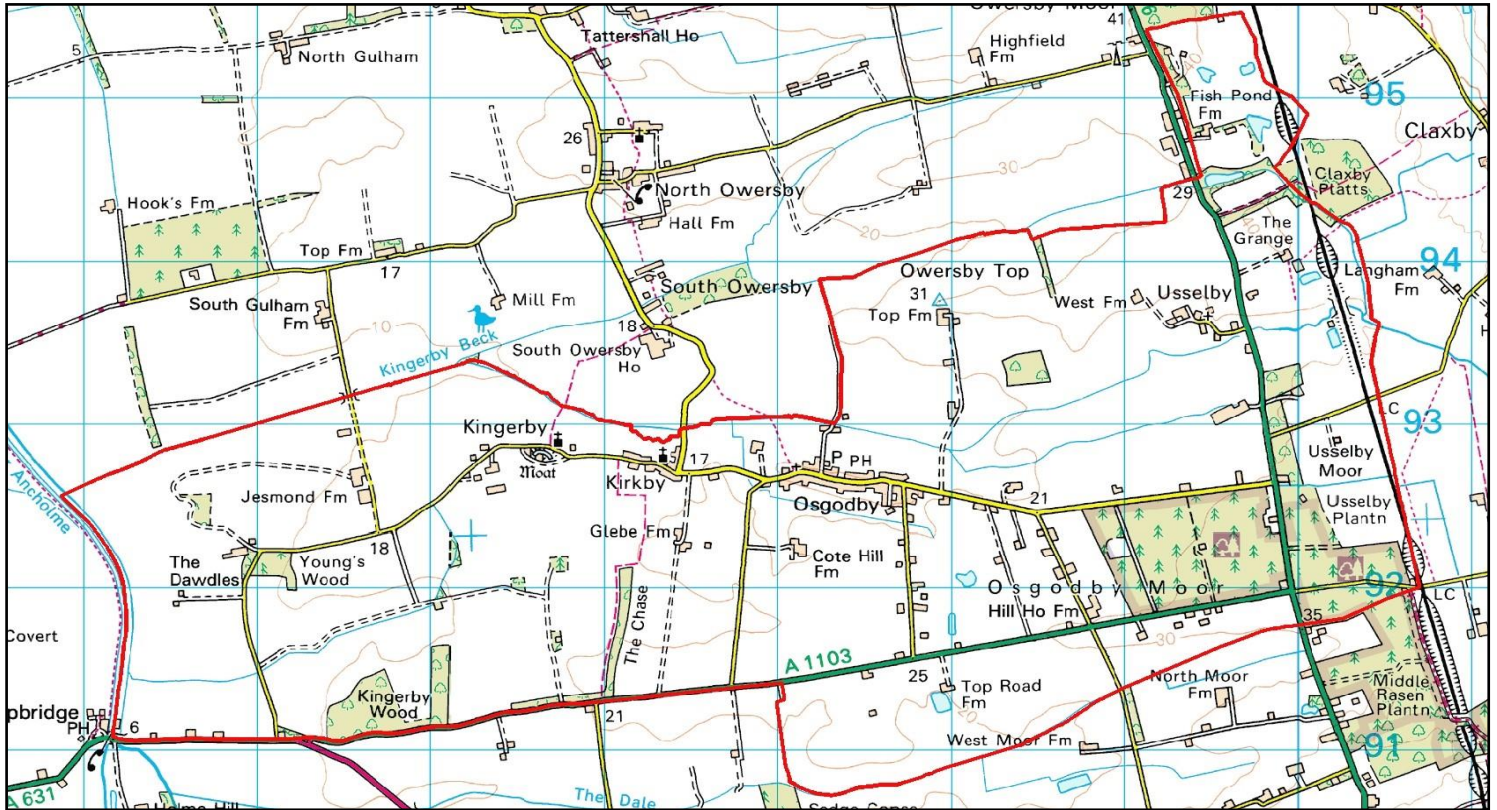 Owersby Moor
41
Tattershall Ho
Highfield
Fm
5
North Gulham
95
Fish Pond
Fm
Claxby
26
30
40
Claxby
Platts
North Owersby
29
Hook's Fm
Hall Fm
The
Grange
40
20
Top Fm
17
Owersby Top
94
Langham
Fm
South Owersby
31
West Fm
Usselby
South Gulham
Fm
Mill Fm
Top Fm
10
18
South Owersby
Ho
Kingerby Beck
LC
93
Kingerby
Usselby
Moor
17
P PH
Moat
Kirkby
Ancholme
Jesmond Fm
Osgodby
21
Usselby
Plantn
Glebe Fm
18
The
Dawdles
Young's
Wood
Cote Hill
Fm
Osgodby Moor
92
LC
Hill Ho Fm
Covert
The Chase
35
30
A 1103
25
Middle
Rasen
Plantn
North Moor
Fm
Kingerby
Wood
Top Road
Fm
pbridge
PH
6
21
20
West Moor Fm
91
A 631
The Dale